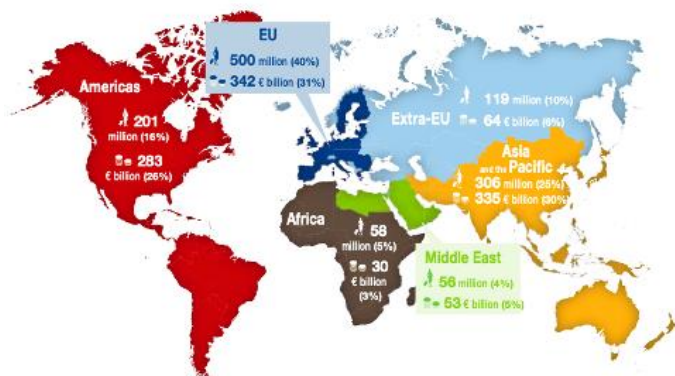 EU
500 million (40%)
342 € billion (31%)
Americas
201
million (16%)
283
€ billion (26%)
119 million (10%)
Extra-EU
64 € billion (6%)
Asia
and the Pacific
306 million (25%)
335 € billion (30%)
Africa
58
million (5%)
30
€ billion
(3%)
Middle East
56 million (4%)
53 € billion (5%)